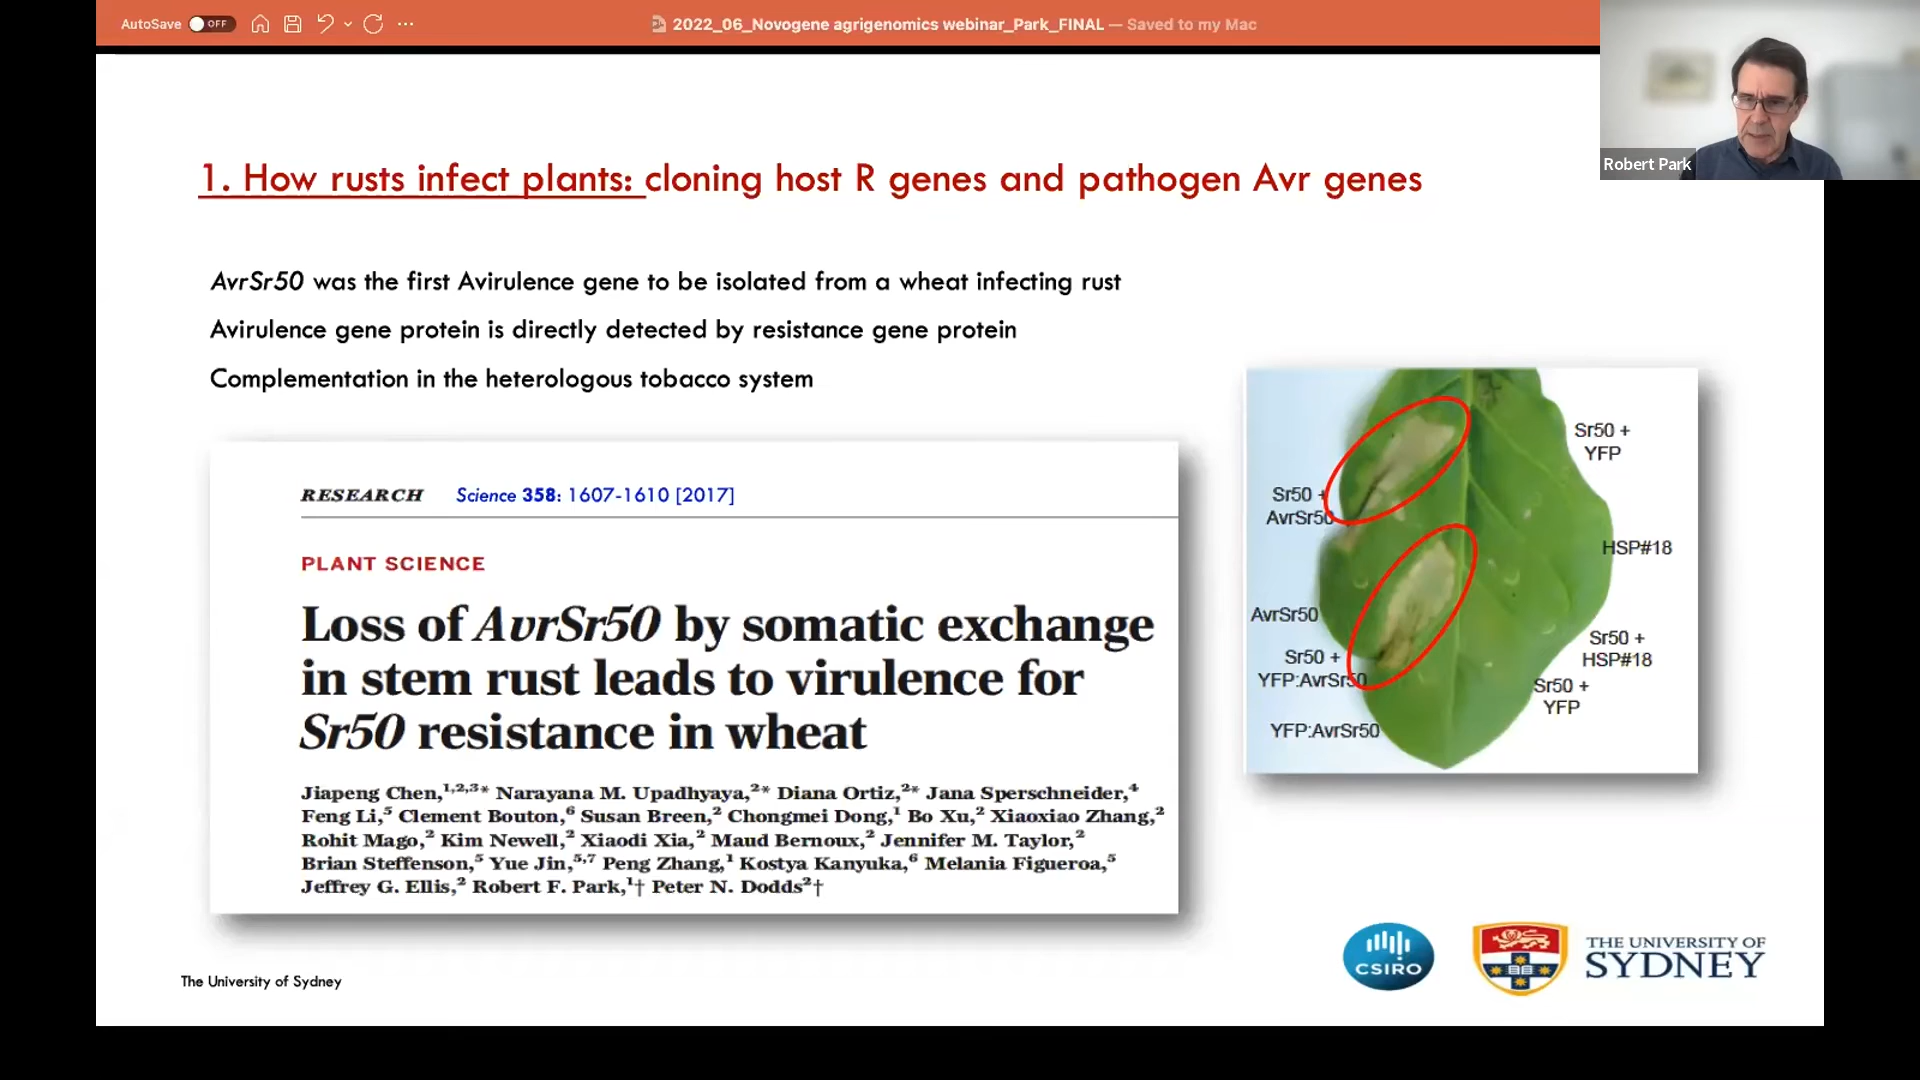 AutoSave OFF
2022_06_Novogene agrigenomics webinar_Park_FINAL — Saved to my Mac
Robert Park
1. How rusts infect plants: cloning host R genes and pathogen Avr genes
AvrSr50 was the first Avirulence gene to be isolated from a wheat infecting rust
Avirulence gene protein is directly detected by resistance gene protein
Complementation in the heterologous tobacco system
RESEARCH Science 358: 1607-1610 [2017]
PLANT SCIENCE
Loss of AvrSr50 by somatic exchange
in stem rust leads to virulence for
Sr50 resistance in wheat
Jiapeng Chen,1,2,3* Narayana M. Upadhyaya,2* Diana Ortiz,2* Jana Sperschneider,4
Feng Li,5 Clement Bouton,6 Susan Breen,2 Chongmei Dong,1 Bo Xu,2 Xiaoxiao Zhang,2
Rohit Mago,2 Kim Newell,2 Xiaodi Xia,2 Maud Bernoux,2 Jennifer M. Taylor,2
Brian Steffenson,5 Yue Jin,5,7 Peng Zhang,1 Kostya Kanyuka,6 Melania Figueroa,5
Jeffrey G. Ellis,2 Robert F. Park,1† Peter N. Dodds2†
Sr50 +
AvrSr50
AvrSr50
Sr50 +
YFP:AvrSr50
YFP:AvrSr50
Sr50 +
YFP
HSP#18
Sr50 +
HSP#18
Sr50 +
YFP
The University of Sydney
CSIRO
THE UNIVERSITY OF
SYDNEY